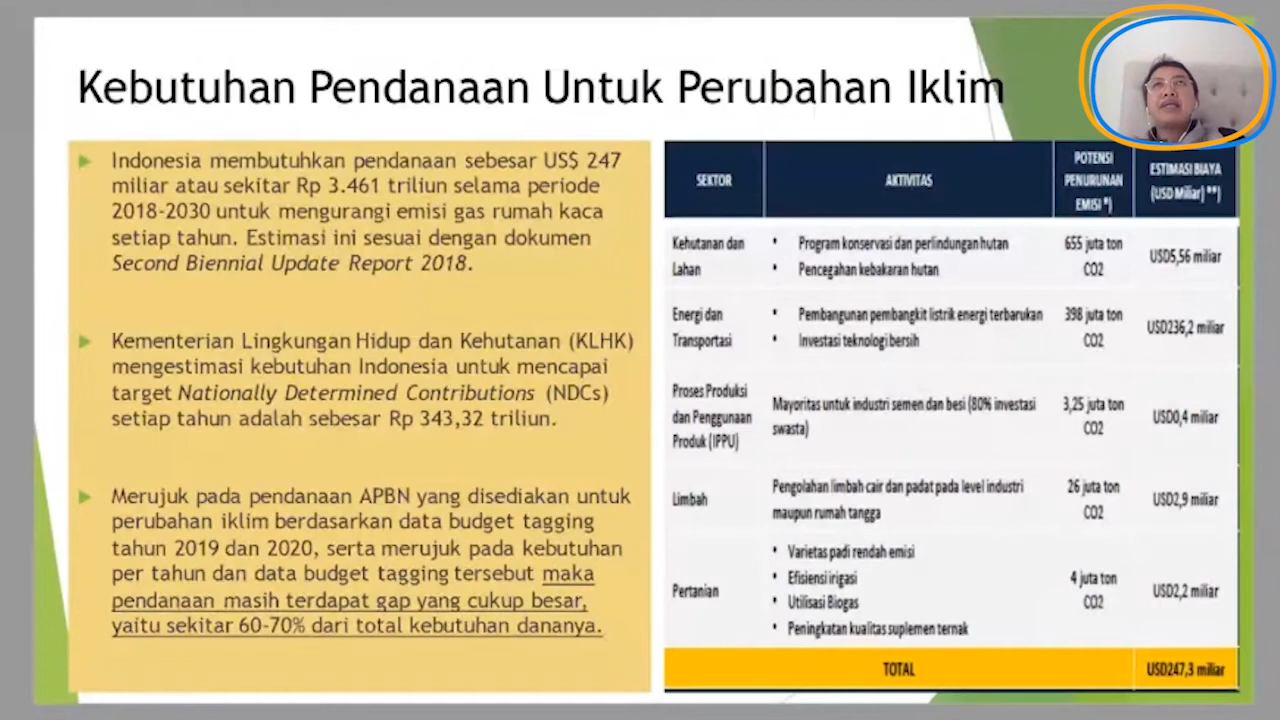 Kebutuhan Pendanaan Untuk Perubahan Iklim
Indonesia membutuhkan pendanaan sebesar US$ 247
miliar atau sekitar Rp 3.461 triliun selama periode
2018-2030 untuk mengurangi emisi gas rumah kaca
setiap tahun. Estimasi ini sesuai dengan dokumen
Second Biennial Update Report 2018.
Kementerian Lingkungan Hidup dan Kehutanan (KLHK)
mengestimasi kebutuhan Indonesia untuk mencapai
target Nationally Determined Contributions (NDCs)
setiap tahun adalah sebesar Rp 343,32 triliun.
Merujuk pada pendanaan APBN yang disediakan untuk
perubahan iklim berdasarkan data budget tagging
tahun 2019 dan 2020, serta merujuk pada kebutuhan
per tahun dan data budget tagging tersebut maka
pendanaan masih terdapat gap yang cukup besar,
yaitu sekitar 60-70% dari total kebutuhan dananya.
SEKTOR
AKTIVITAS
POTENSI
PENURUNAN
EMISI *)
ESTIMASI BIAYA
(USD Miliar) **)
Kehutanan dan
Lahan
• Program konservasi dan perlindungan hutan
• Pencegahan kebakaran hutan
655 juta ton
CO2
USD5,56 miliar
Energi dan
Transportasi
• Pembangunan pembangkit listrik energi terbarukan
• Investasi teknologi bersih
398 juta ton
CO2
USD236,2 miliar
Proses Produksi
dan Penggunaan
Produk (IPPU)
Mayoritas untuk industri semen dan besi (80% investasi
swasta)
3,25 juta ton
CO2
USD0,4 miliar
Limbah
Pengolahan limbah cair dan padat pada level industri
maupun rumah tangga
26 juta ton
CO2
USD2,9 miliar
Pertanian
• Varietas padi rendah emisi
• Efisiensi irigasi
• Utilisasi Biogas
• Peningkatan kualitas suplemen ternak
4 juta ton
CO2
USD2,2 miliar
TOTAL
USD247,3 miliar